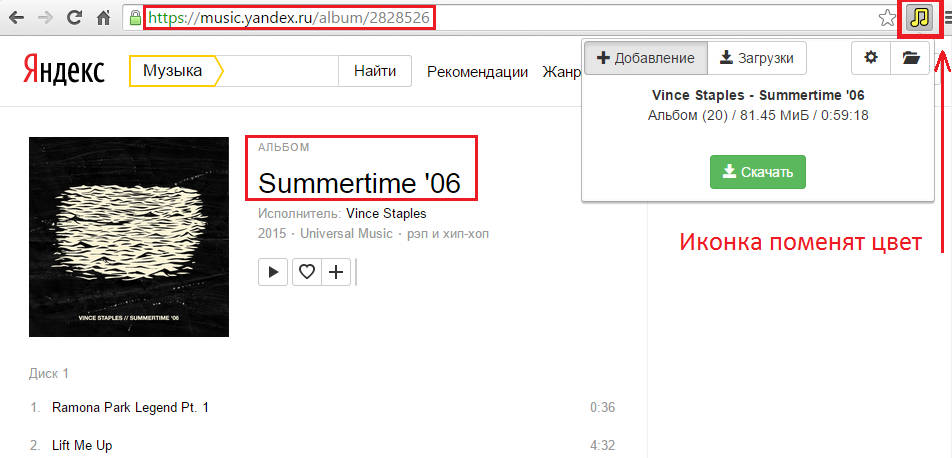 https://music.yandex.ru/album/2828526
Яндекс
Музыка
Найти
Рекомендации
Жанр
Добавление
Загрузки
Vince Staples - Summertime '06
Альбом (20) / 81.45 МиБ / 0:59:18
Скачать
Иконка поменят цвет
АЛЬБОМ
Summertime '06
Исполнитель: Vince Staples
2015 · Universal Music · рэп и хип-хоп
VINCE STAPLES // SUMMERTIME '06
Диск 1
1. Ramona Park Legend Pt. 1 0:36
2. Lift Me Up 4:32